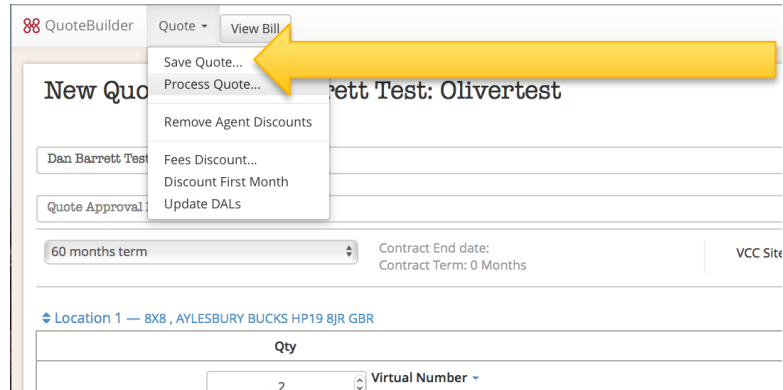 QuoteBuilder Quote View Bill
Save Quote...
Process Quote...
New Quo rett Test: Olivertest
Remove Agent Discounts
Dan Barrett Test
Fees Discount...
Discount First Month
Quote Approval
Update DALs
60 months term
Contract End date:
Contract Term: 0 Months
VCC Site
Location 1 — 8X8 , AYLESBURY BUCKS HP19 8JR GBR
Qty
2
Virtual Number